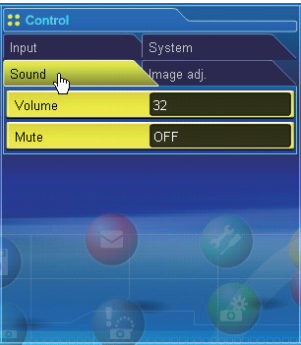 Control
Input System
Sound Image adj.
Volume 32
Mute OFF